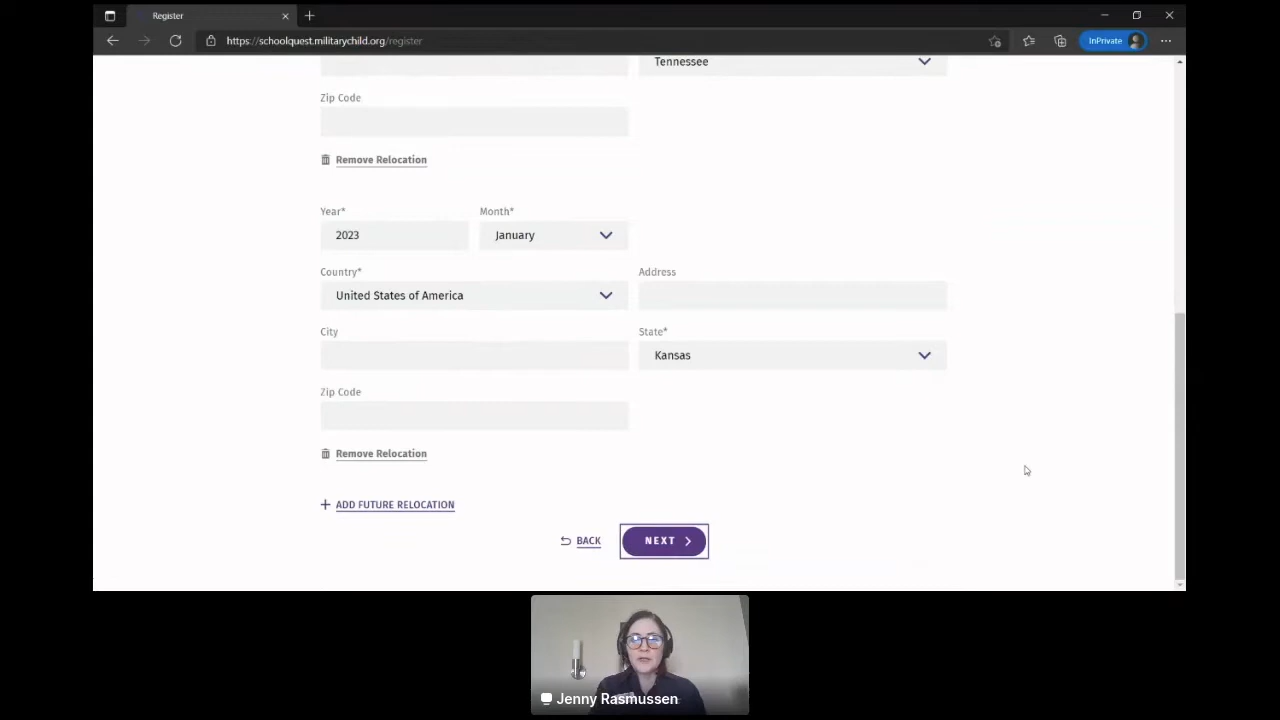 Register
https://schoolquest.militarychild.org/register
InPrivate
Tennessee
Zip Code
Remove Relocation
Year* Month*
2023 January
Country* Address
United States of America
City State*
Kansas
Zip Code
Remove Relocation
+ ADD FUTURE RELOCATION
BACK NEXT
Jenny Rasmussen